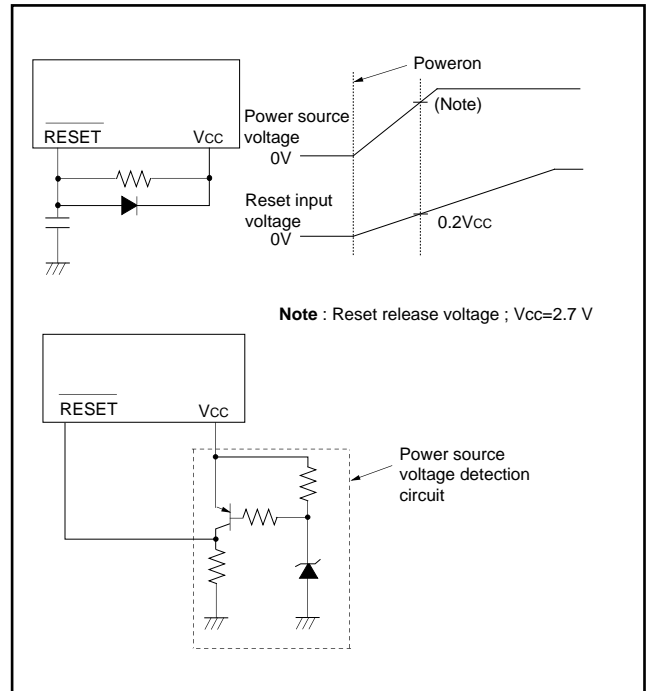 Poweron
(Note)
RESET
Vcc
Power source
voltage
0V
Reset input
voltage
0V
0.2Vcc
Note : Reset release voltage ; Vcc=2.7 V
RESET
Vcc
Power source
voltage detection
circuit